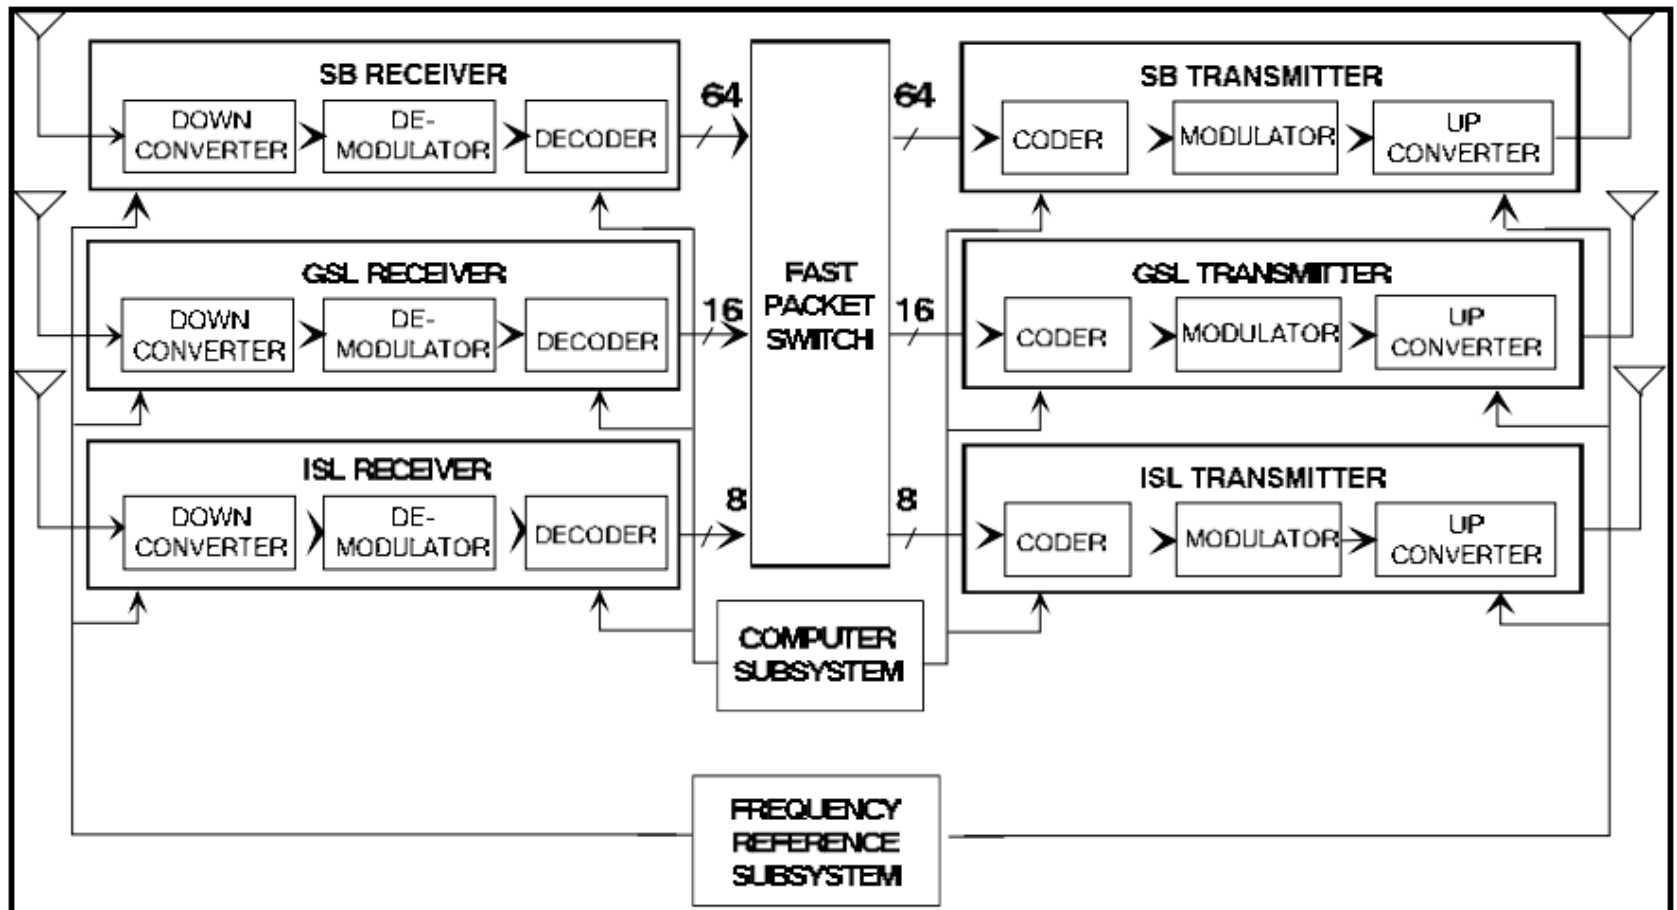 SB RECEIVER
DOWN
CONVERTER
DE-
MODULATOR
DECODER
64
64
SB TRANSMITTER
CODER
MODULATOR
UP
CONVERTER
GSL RECEIVER
DOWN
CONVERTER
DE-
MODULATOR
DECODER
16
FAST
PACKET
SWITCH
16
GSL TRANSMITTER
CODER
MODULATOR
UP
CONVERTER
ISL RECEIVER
DOWN
CONVERTER
DE-
MODULATOR
DECODER
8
8
ISL TRANSMITTER
CODER
MODULATOR
UP
CONVERTER
COMPUTER
SUBSYSTEM
FREQUENCY
REFERENCE
SUBSYSTEM